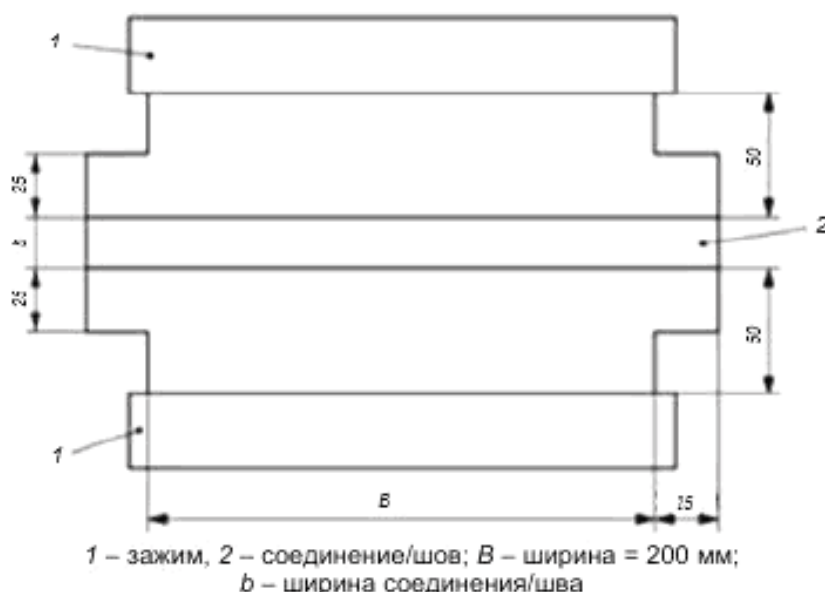 1
50
25
2
b
25
50
1
B
25
1 – зажим, 2 – соединение/шов; B – ширина = 200 мм;
b – ширина соединения/шва